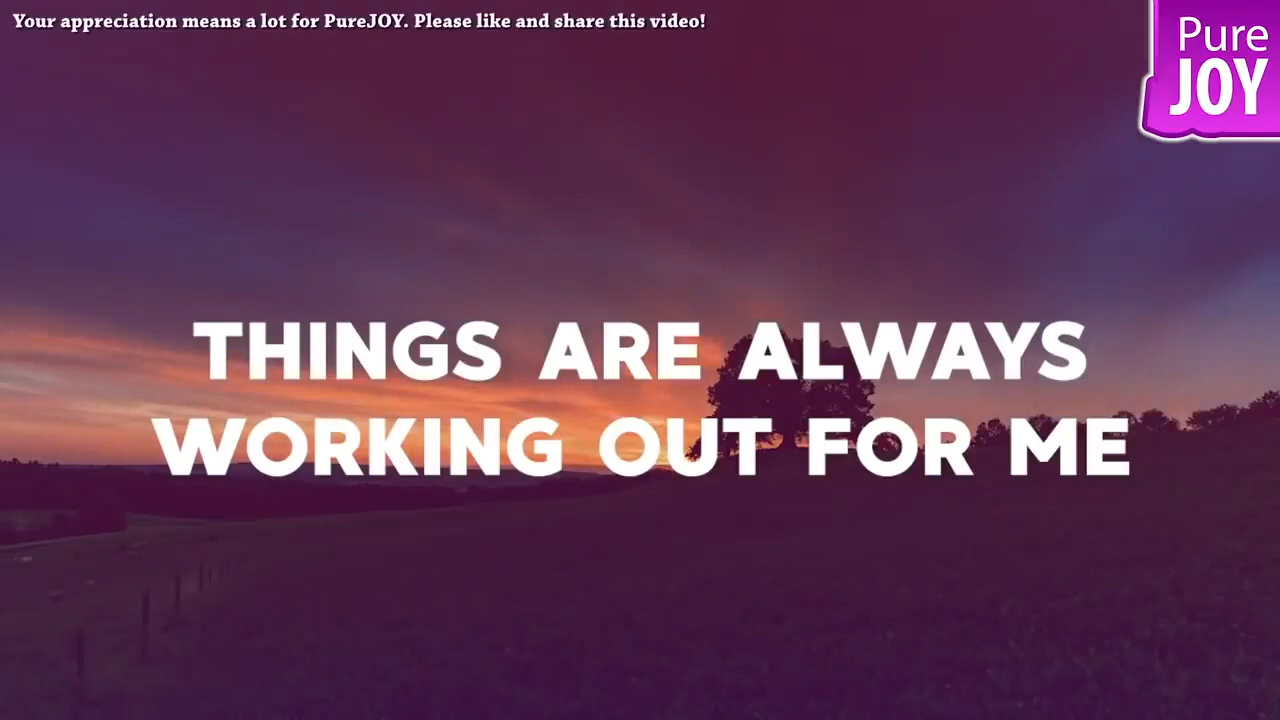 Your appreciation means a lot for PureJOY. Please like and share this video!
Pure
JOY
THINGS ARE ALWAYS
WORKING OUT FOR ME